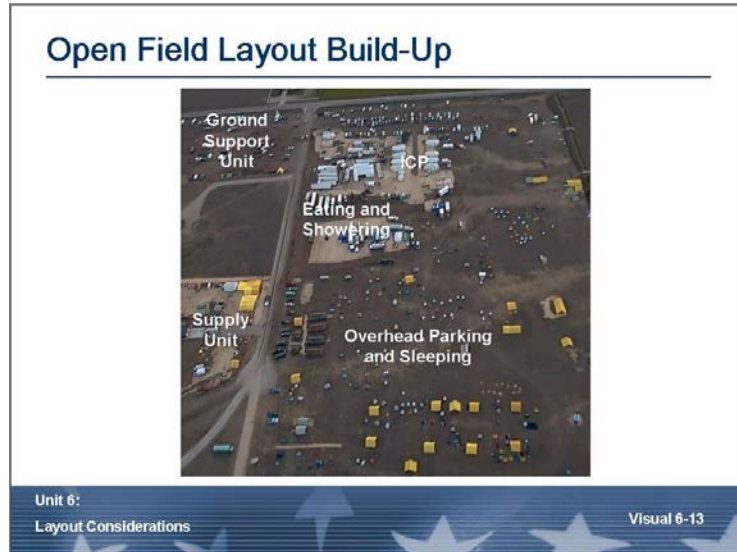 Open Field Layout Build-Up
Ground
Support
Unit
ICP
Eating and
Showering
Supply
Unit
Overhead Parking
and Sleeping
Unit 6:
Layout Considerations
Visual 6-13